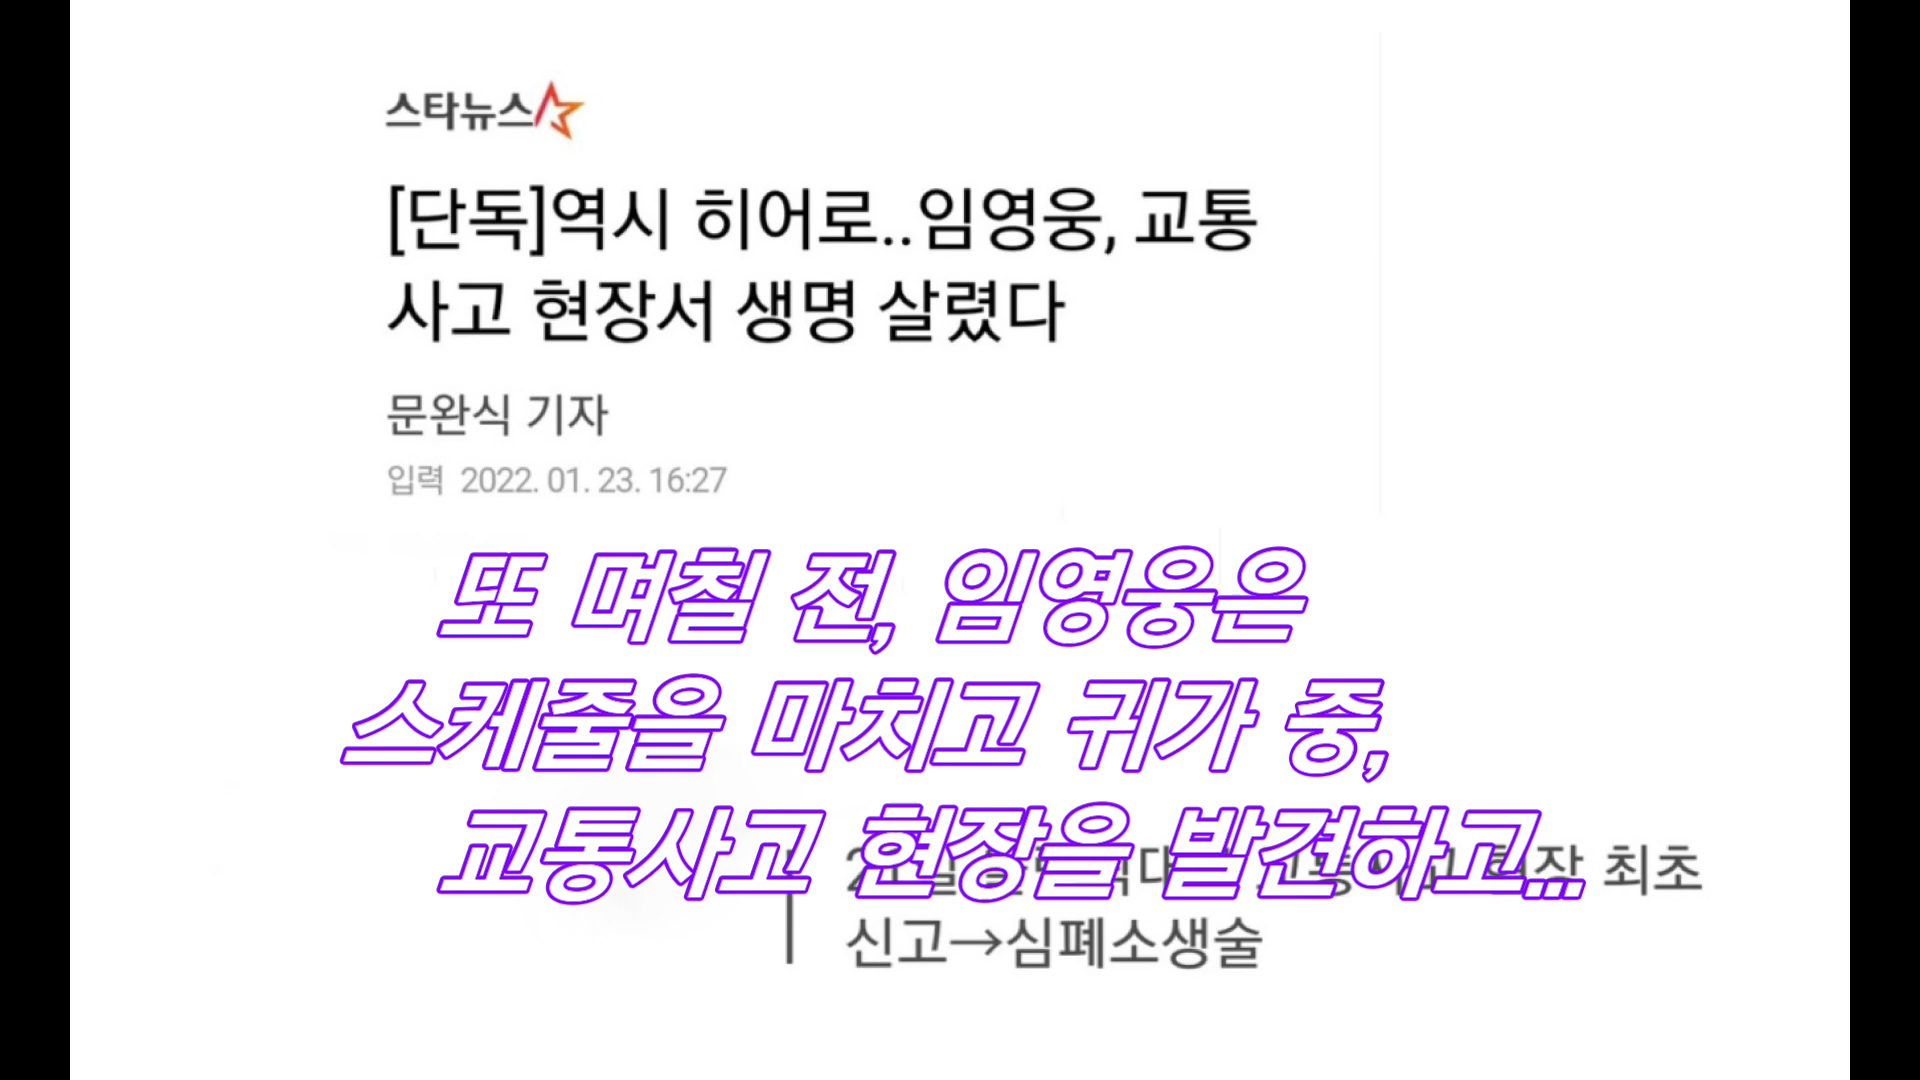 스타뉴스
[단독]역시 히어로..임영웅, 교통
사고 현장서 생명 살렸다
문완식 기자
입력 2022. 01. 23. 16:27
또 며칠 전, 임영웅은
스케줄을 마치고 귀가 중,
교통사고 현장을 발견하고...
최초
신고→심폐소생술